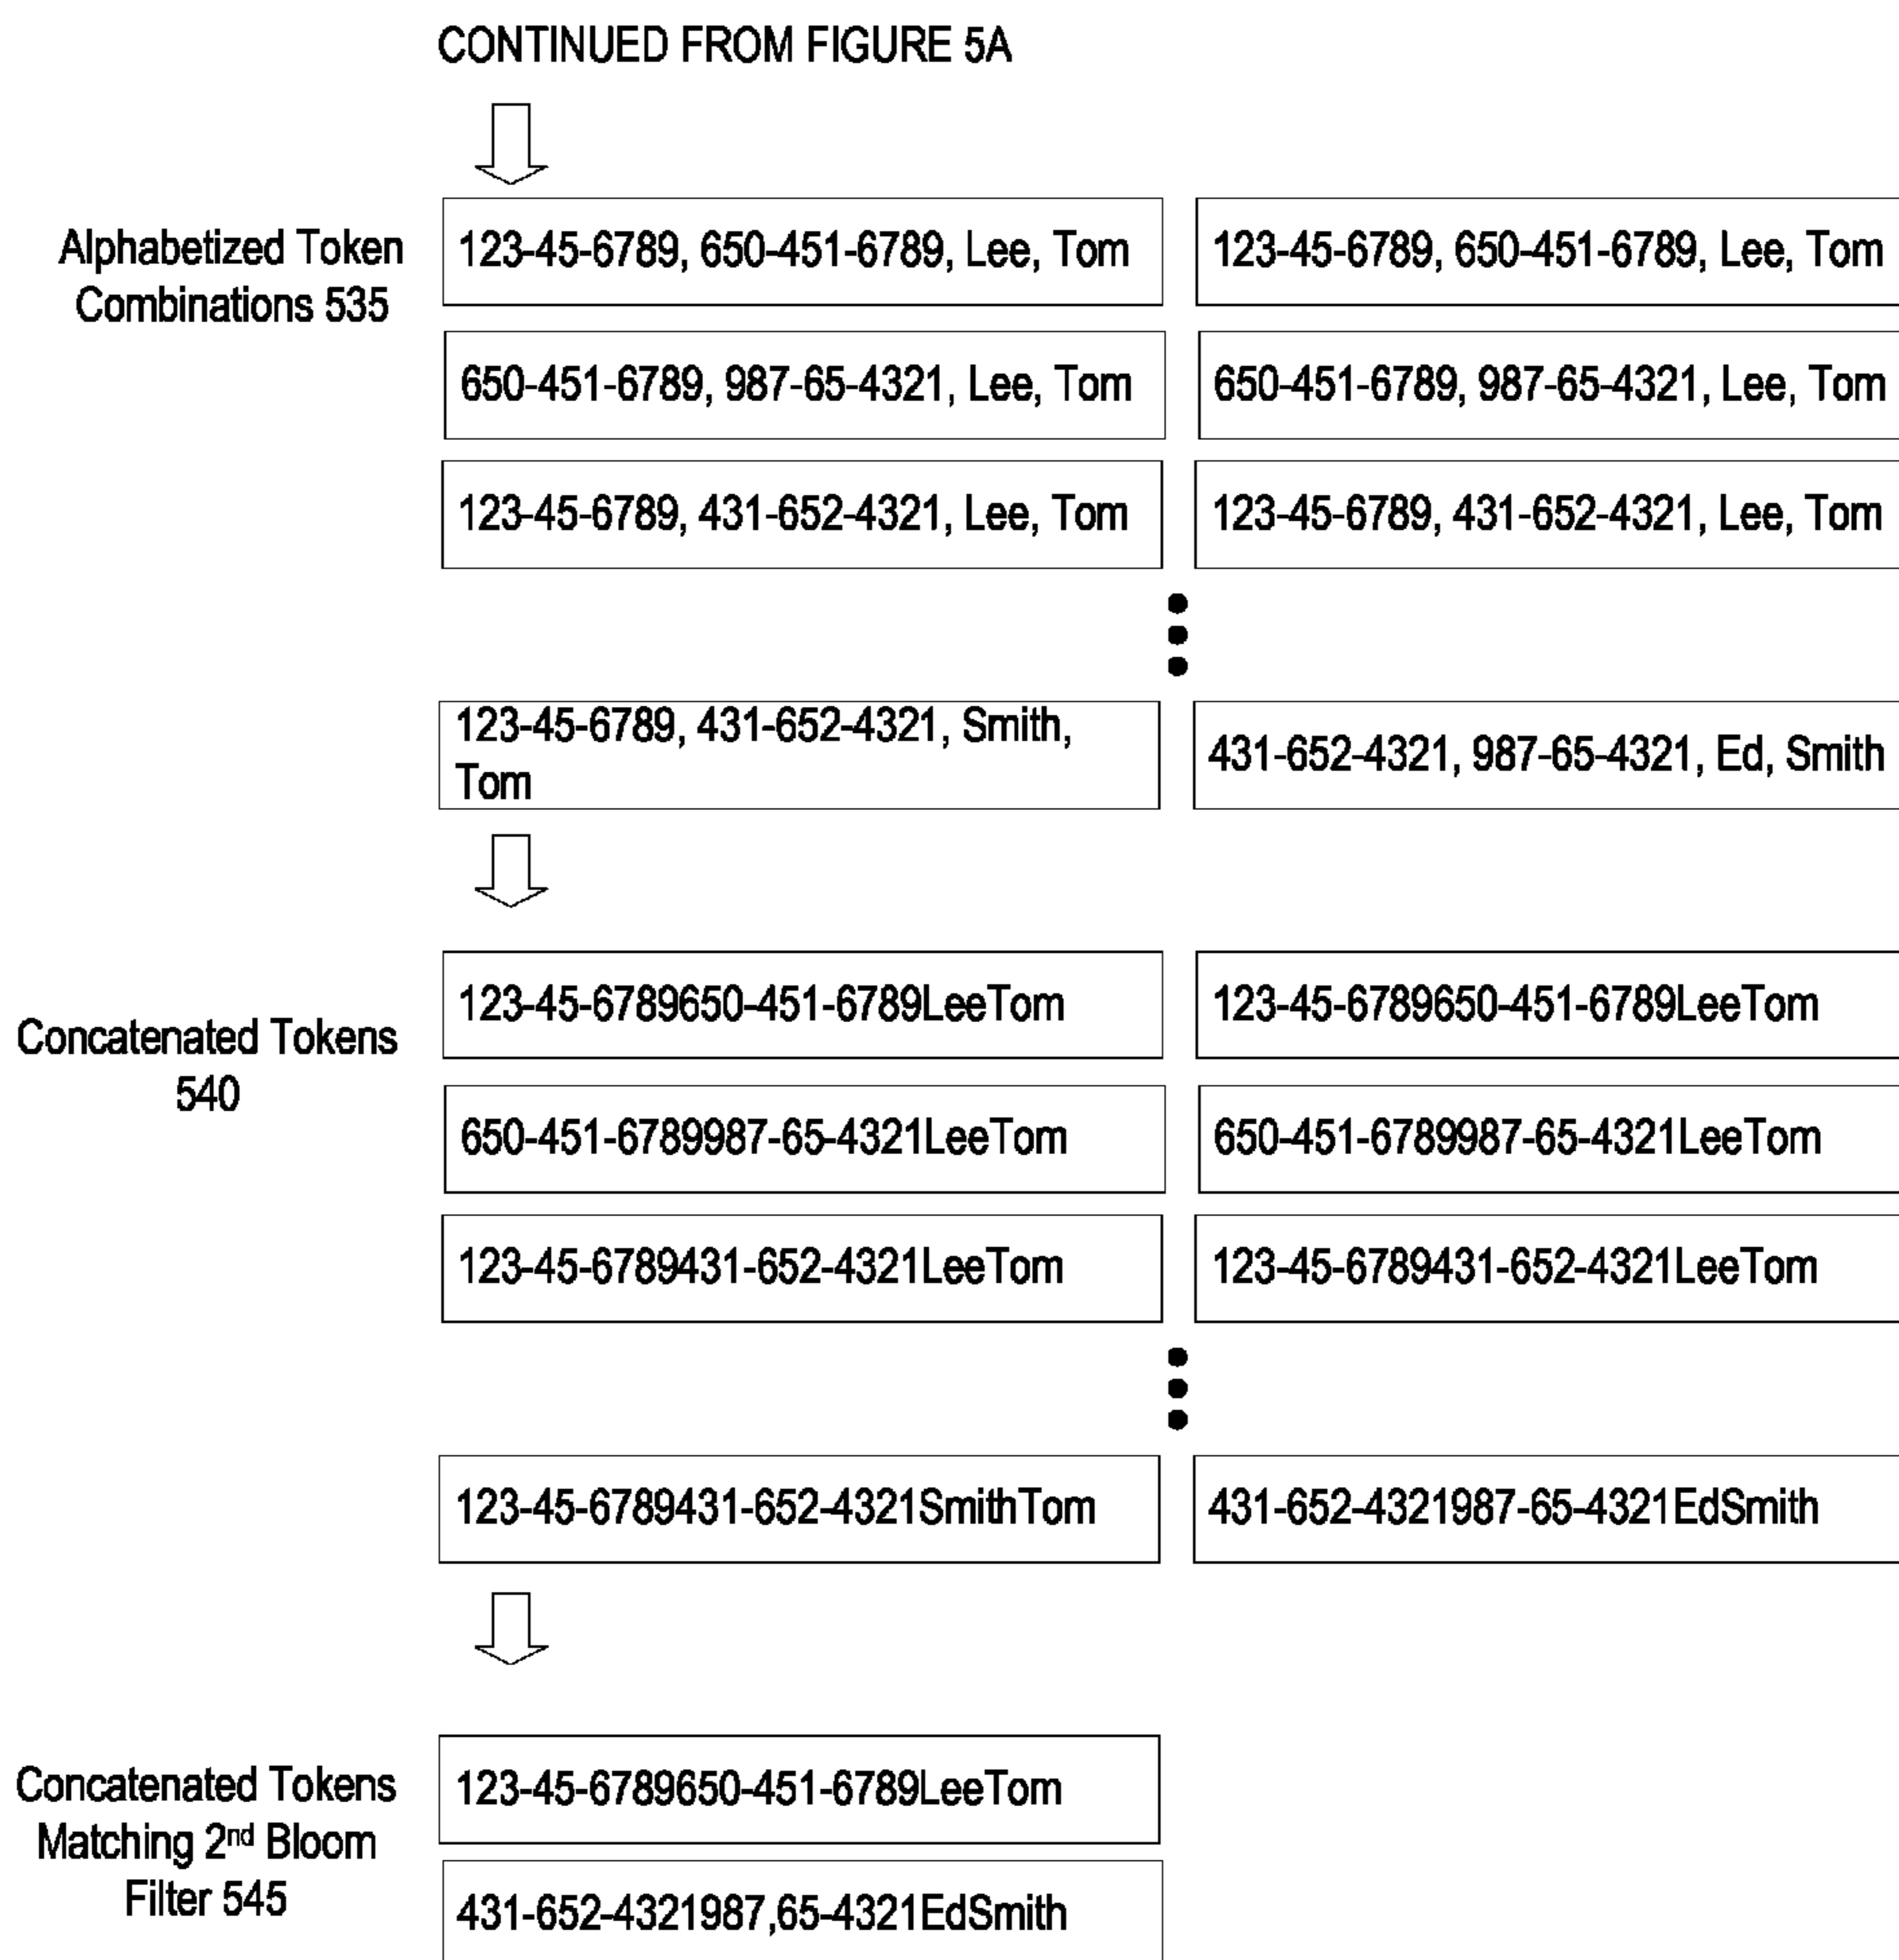 CONTINUED FROM FIGURE 5A
Alphabetized Token
Combinations 535
123-45-6789, 650-451-6789, Lee, Tom
123-45-6789, 650-451-6789, Lee, Tom
650-451-6789, 987-65-4321, Lee, Tom
650-451-6789, 987-65-4321, Lee, Tom
123-45-6789, 431-652-4321, Lee, Tom
123-45-6789, 431-652-4321, Lee, Tom
123-45-6789, 431-652-4321, Smith,
Tom
431-652-4321, 987-65-4321, Ed, Smith
Concatenated Tokens
540
123-45-6789650-451-6789LeeTom
123-45-6789650-451-6789LeeTom
650-451-6789987-65-4321LeeTom
650-451-6789987-65-4321LeeTom
123-45-6789431-652-4321LeeTom
123-45-6789431-652-4321LeeTom
123-45-6789431-652-4321SmithTom
431-652-4321987-65-4321EdSmith
Concatenated Tokens
Matching 2nd Bloom
Filter 545
123-45-6789650-451-6789LeeTom
431-652-4321987,65-4321EdSmith